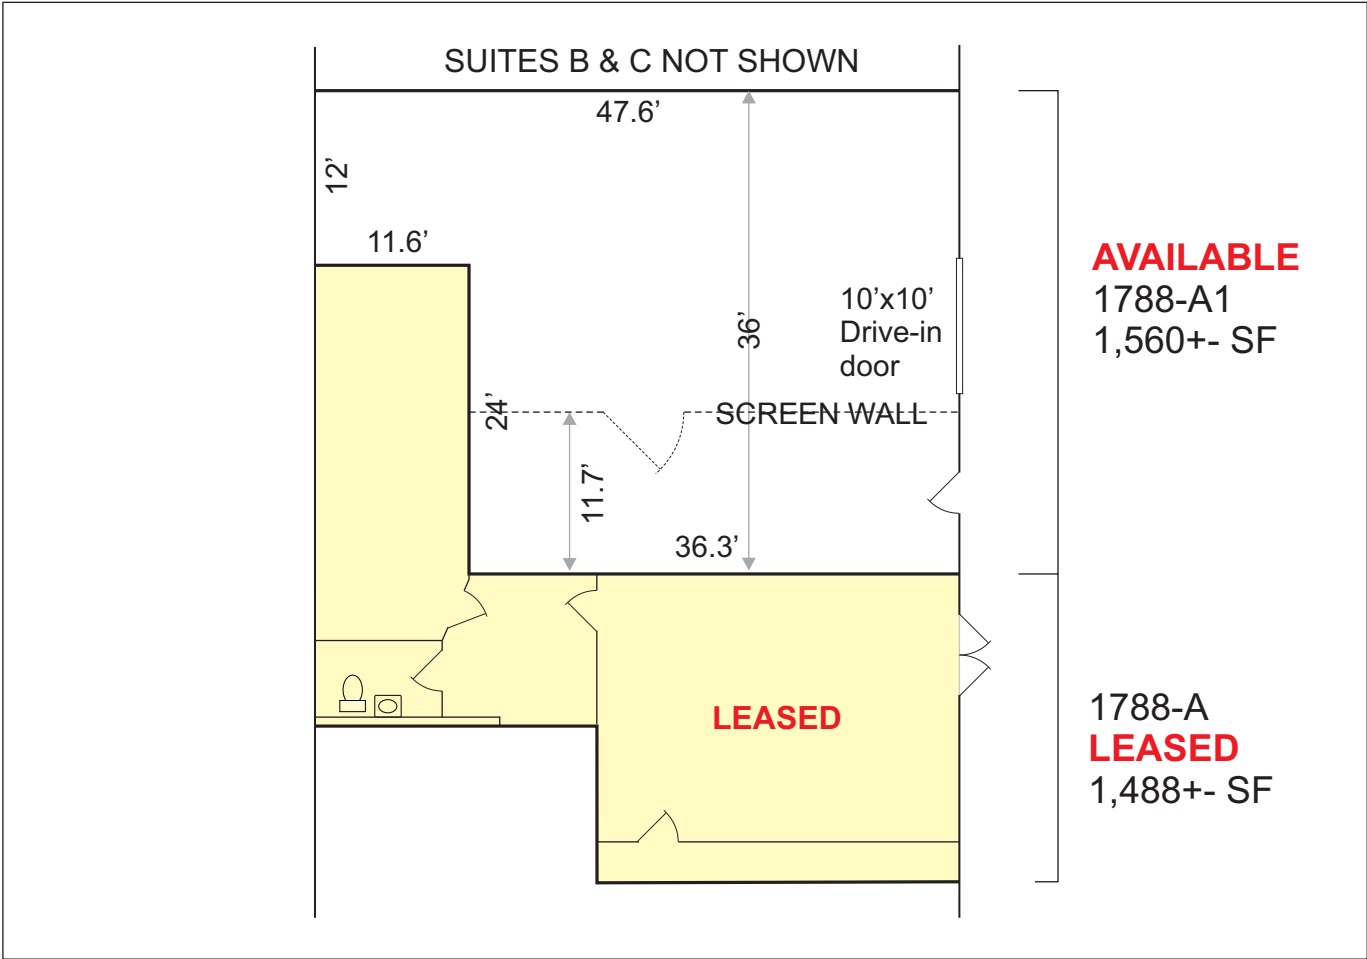 SUITES B & C NOT SHOWN
47.6’
12’
11.6’
10’x10’
Drive-in
door
36’
24’
SCREEN WALL
11.7’
36.3’
AVAILABLE
1788-A1
1,560+- SF
LEASED
1788-A
LEASED
1,488+- SF